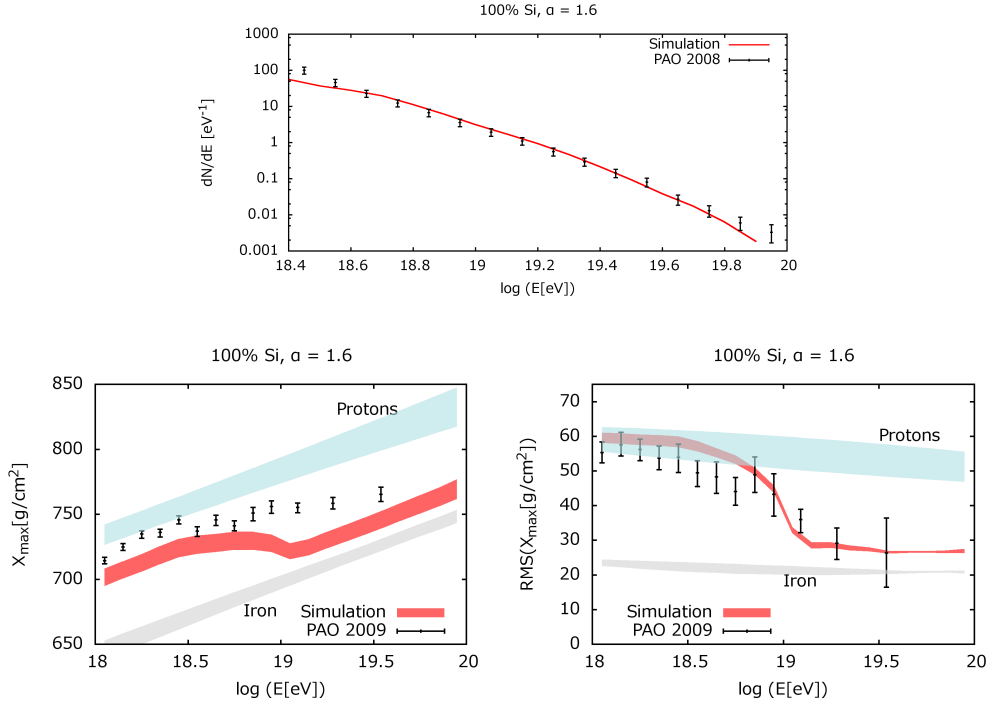 100% Si, α = 1.6
1000
100
10
1
0.1
0.01
0.001
dN/dE [eV⁻¹]
Simulation
PAO 2008
18.4 18.6 18.8 19 19.2 19.4 19.6 19.8 20
log (E[eV])
100% Si, α = 1.6
850
800
750
700
650
Xmax[g/cm²]
Protons
Iron
Simulation
PAO 2009
18 18.5 19 19.5 20
log (E[eV])
100% Si, α = 1.6
70
60
50
40
30
20
10
0
RMS(Xmax[g/cm²])
Protons
Iron
Simulation
PAO 2009
18 18.5 19 19.5 20
log (E[eV])